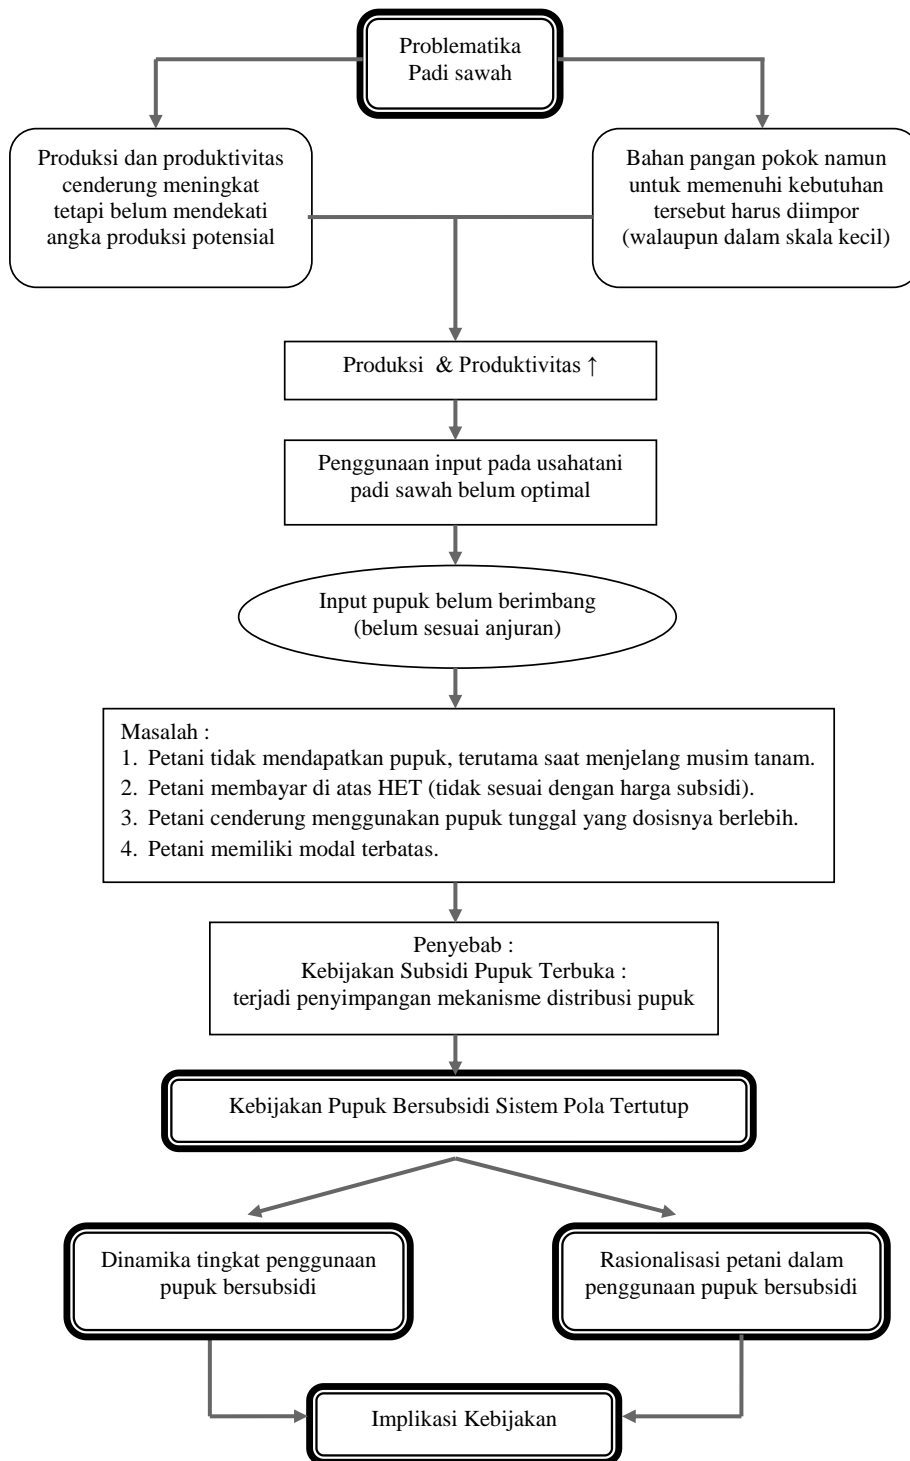 Problematika
Padi sawah
Produksi dan produktivitas
cenderung meningkat
tetapi belum mendekati
angka produksi potensial
Bahan pangan pokok namun
untuk memenuhi kebutuhan
tersebut harus diimpor
(walaupun dalam skala kecil)
Produksi & Produktivitas ↑
Penggunaan input pada usahatani
padi sawah belum optimal
Input pupuk belum berimbang
(belum sesuai anjuran)
Masalah :
1. Petani tidak mendapatkan pupuk, terutama saat menjelang musim tanam.
2. Petani membayar di atas HET (tidak sesuai dengan harga subsidi).
3. Petani cenderung menggunakan pupuk tunggal yang dosisnya berlebih.
4. Petani memiliki modal terbatas.
Penyebab :
Kebijakan Subsidi Pupuk Terbuka :
terjadi penyimpangan mekanisme distribusi pupuk
Kebijakan Pupuk Bersubsidi Sistem Pola Tertutup
Dinamika tingkat penggunaan
pupuk bersubsidi
Rasionalisasi petani dalam
penggunaan pupuk bersubsidi
Implikasi Kebijakan